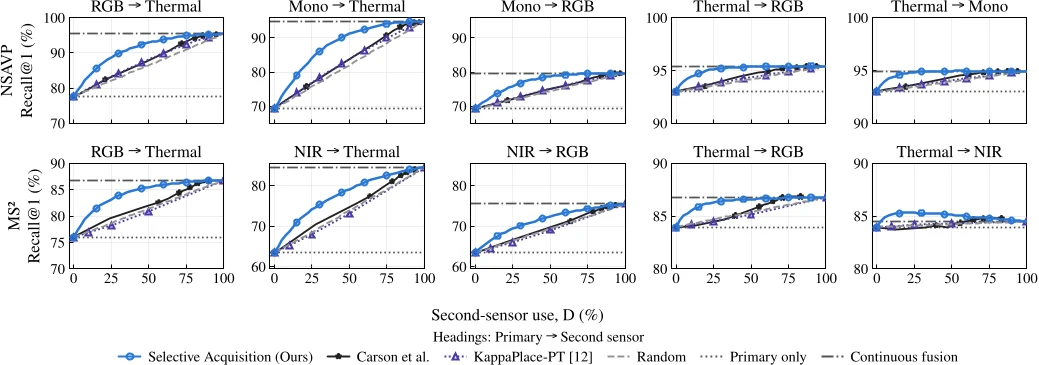 RGB → Thermal
Mono → Thermal
Mono → RGB
Thermal → RGB
Thermal → Mono
NSAVP
Recall@1 (%)
100
90
80
70
90
80
70
90
80
70
100
95
90
100
95
90
RGB → Thermal
NIR → Thermal
NIR → RGB
Thermal → RGB
Thermal → NIR
MS²
Recall@1 (%)
90
85
80
75
70
80
70
60
80
70
60
90
85
80
90
85
80
0 25 50 75 100
0 25 50 75 100
0 25 50 75 100
0 25 50 75 100
0 25 50 75 100
Second-sensor use, D (%)
Headings: Primary → Second sensor
Selective Acquisition (Ours) Carson et al. KappaPlace-PT [12] Random Primary only Continuous fusion